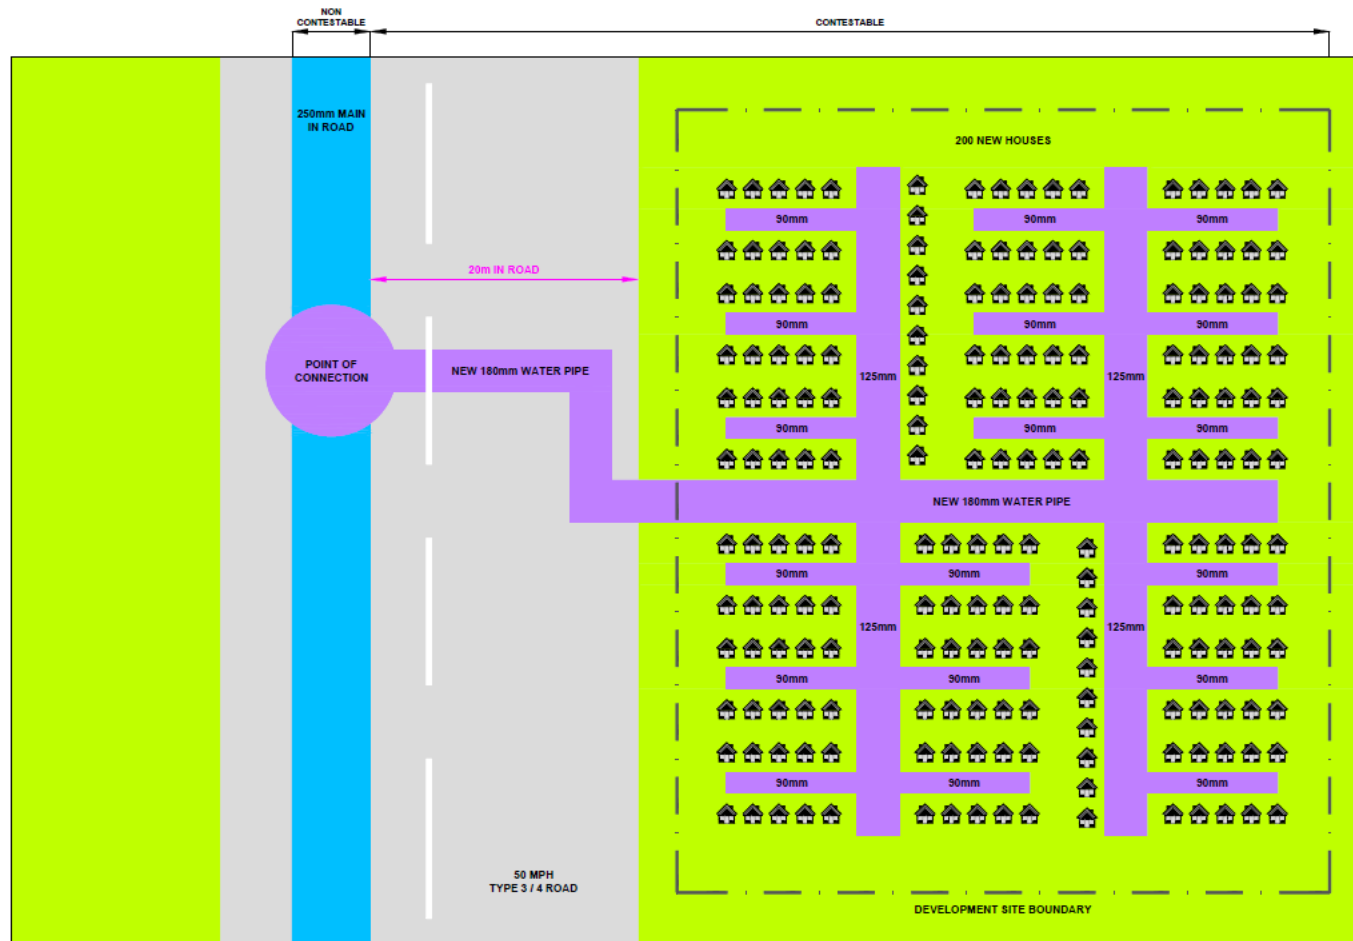 NON
CONTESTABLE
CONTESTABLE
250mm MAIN
IN ROAD
200 NEW HOUSES
90mm
90mm
90mm
20m IN ROAD
90mm
90mm
90mm
POINT OF
CONNECTION
NEW 180mm WATER PIPE
125mm
125mm
90mm
90mm
90mm
NEW 180mm WATER PIPE
90mm
90mm
90mm
125mm
125mm
90mm
90mm
90mm
90mm
90mm
90mm
50 MPH
TYPE 3 / 4 ROAD
DEVELOPMENT SITE BOUNDARY